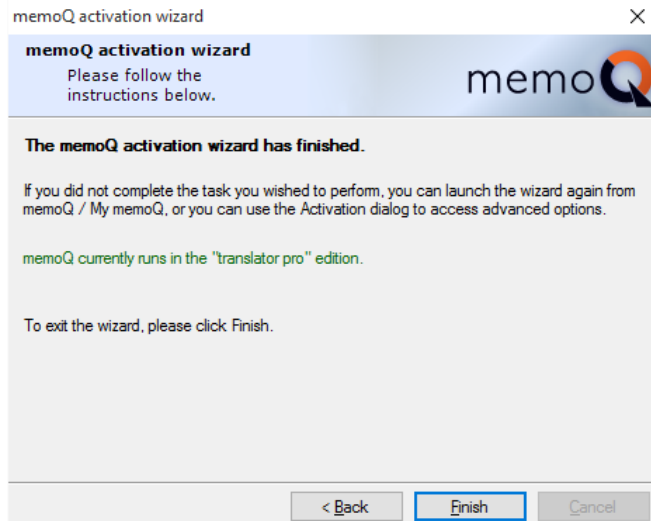 memoQ activation wizard
memoQ activation wizard
Please follow the
instructions below.
memoQ
The memoQ activation wizard has finished.
If you did not complete the task you wished to perform, you can launch the wizard again from
memoQ / My memoQ, or you can use the Activation dialog to access advanced options.
memoQ currently runs in the "translator pro" edition.
To exit the wizard, please click Finish.
< Back
Finish
Cancel